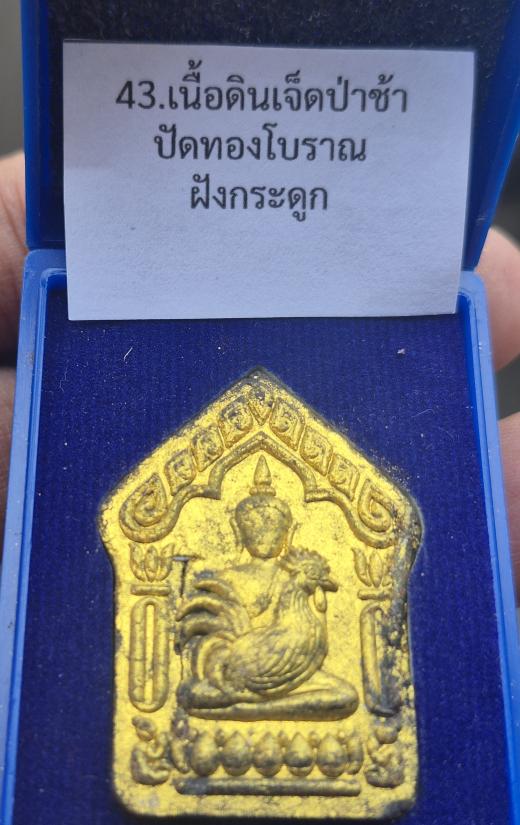 43.เนื้อดินเจ็ดป่าช้า
ปัดทองโบราณ
ฝังกระดูก